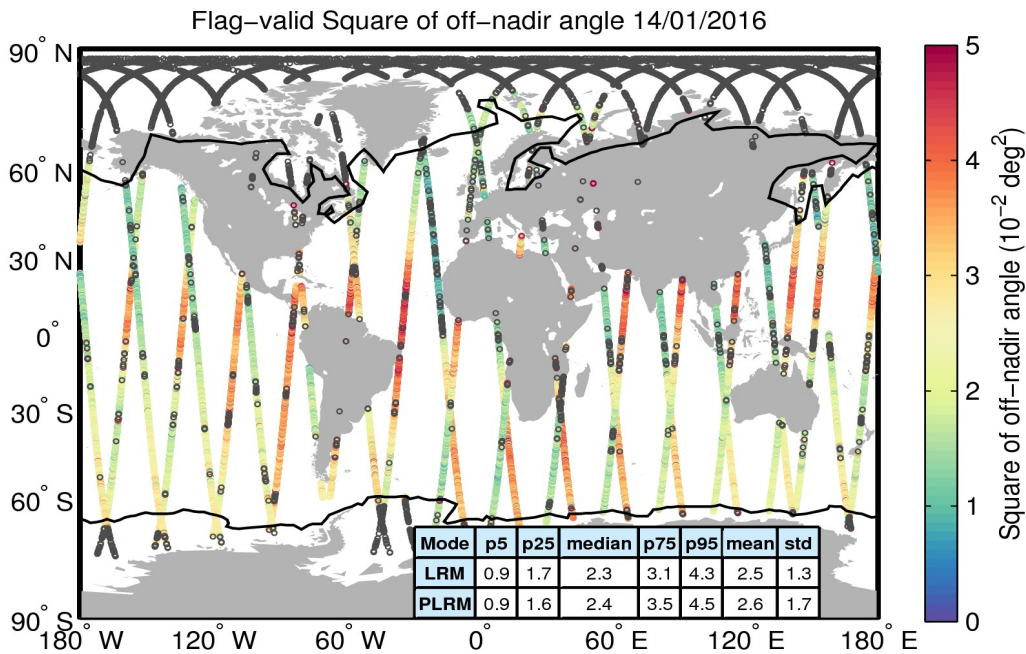 Flag−valid Square of off−nadir angle 14/01/2016
90° N
60° N
30° N
0°
30° S
60° S
90° S
180° W
120° W
60° W
0°
60° E
120° E
180° E
Mode p5 p25 median p75 p95 mean std
LRM 0.9 1.7 2.3 3.1 4.3 2.5 1.3
PLRM 0.9 1.6 2.4 3.5 4.5 2.6 1.7
5
4
3
2
1
0
Square of off−nadir angle (10⁻² deg²)